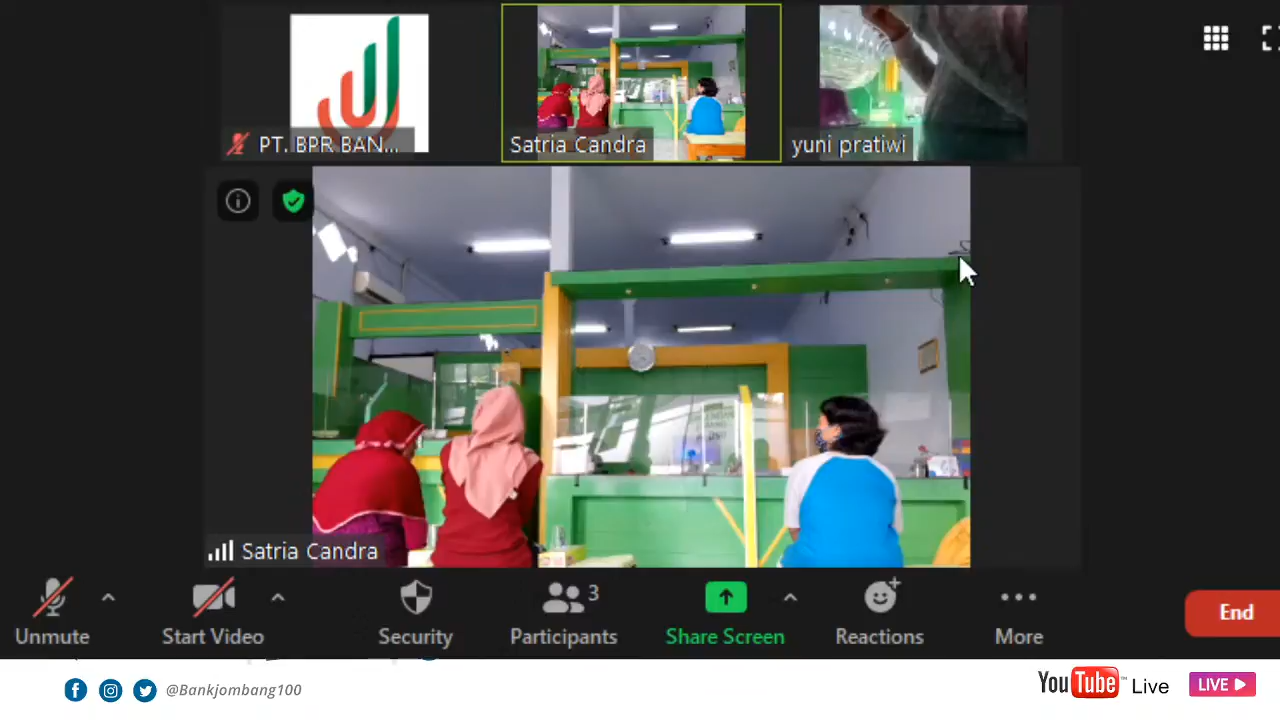 PT. BPR BAN...
Satria Candra
yuni pratiwi
Satria Candra
3
Unmute
Start Video
Security
Participants
Share Screen
Reactions
More
End
@Bankjombang100
YouTube Live
LIVE